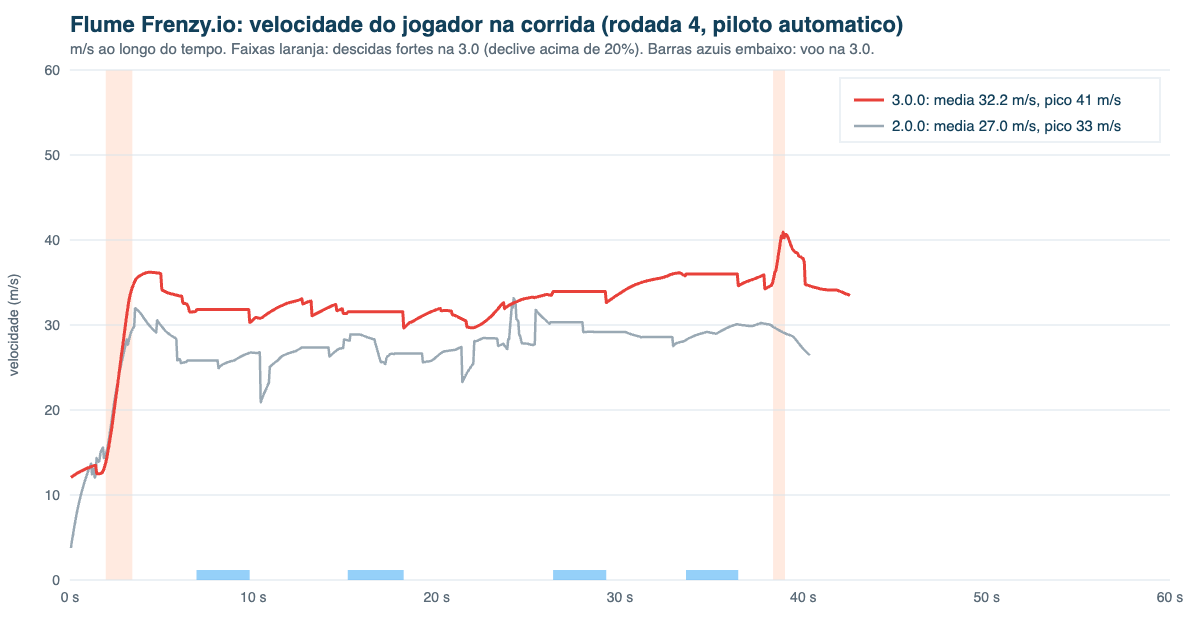 Flume Frenzy.io: velocidade do jogador na corrida (rodada 4, piloto automatico)
m/s ao longo do tempo. Faixas laranja: descidas fortes na 3.0 (declive acima de 20%). Barras azuis embaixo: voo na 3.0.
60
3.0.0: media 32.2 m/s, pico 41 m/s
2.0.0: media 27.0 m/s, pico 33 m/s
50
40
30
velocidade (m/s)
20
10
0
0 s 10 s 20 s 30 s 40 s 50 s 60 s